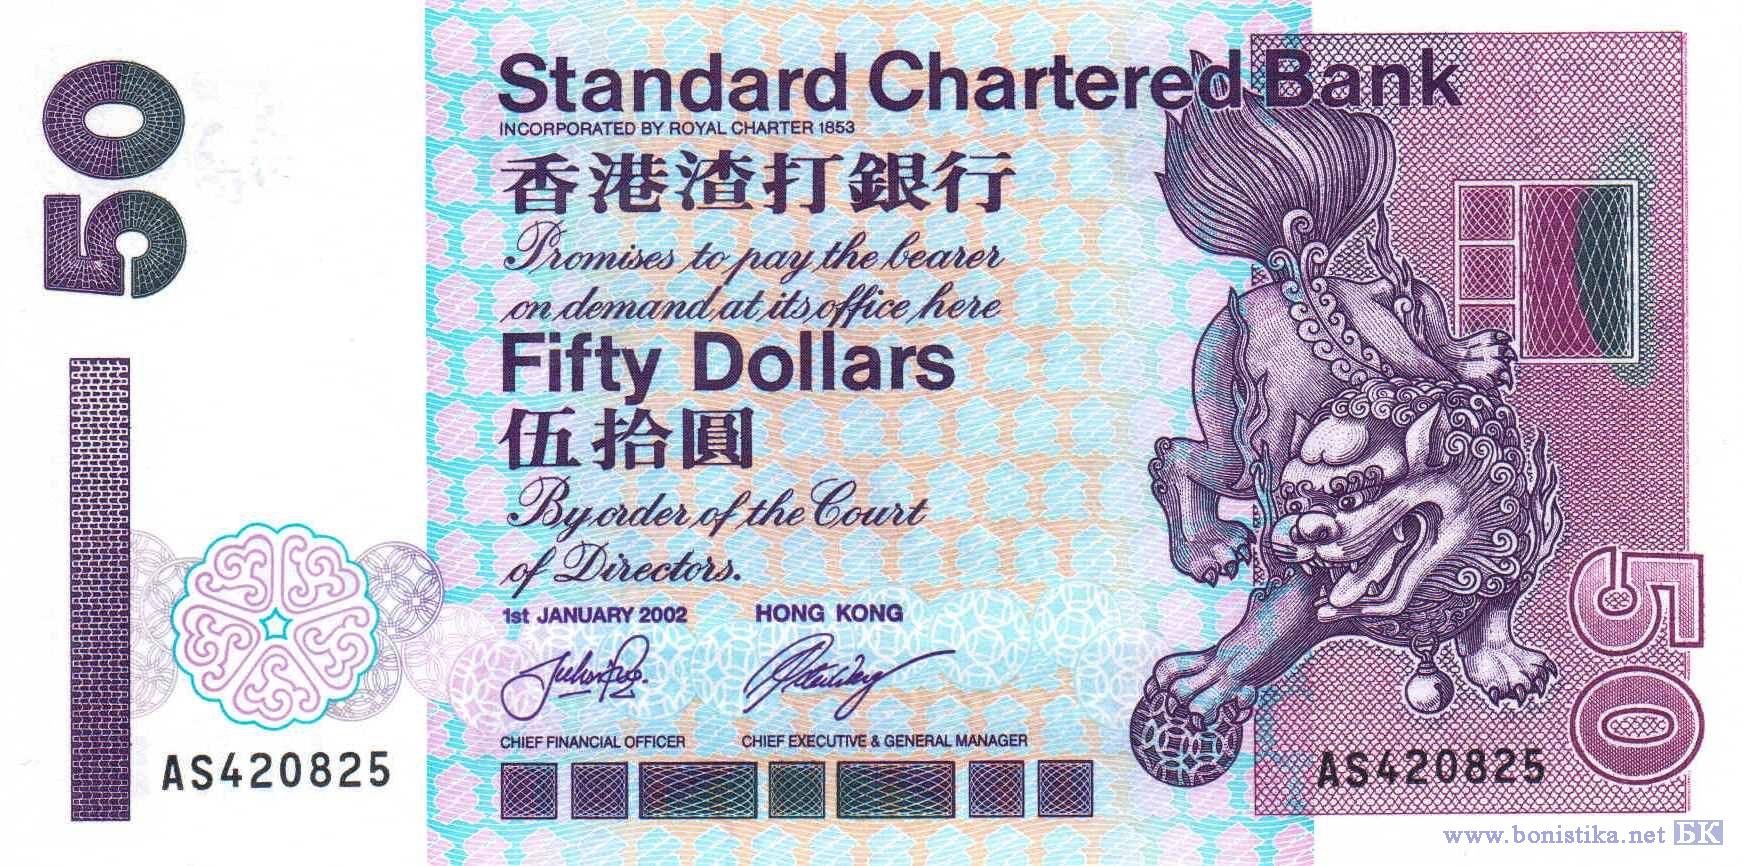 50
Standard Chartered Bank
INCORPORATED BY ROYAL CHARTER 1853
香港渣打銀行
Promises to pay the bearer
on demand at its office here
Fifty Dollars
伍拾圓
By order of the Court
of Directors.
1st JANUARY 2002 HONG KONG
CHIEF FINANCIAL OFFICER CHIEF EXECUTIVE & GENERAL MANAGER
AS420825
AS420825
50
www.bonistika.net БК